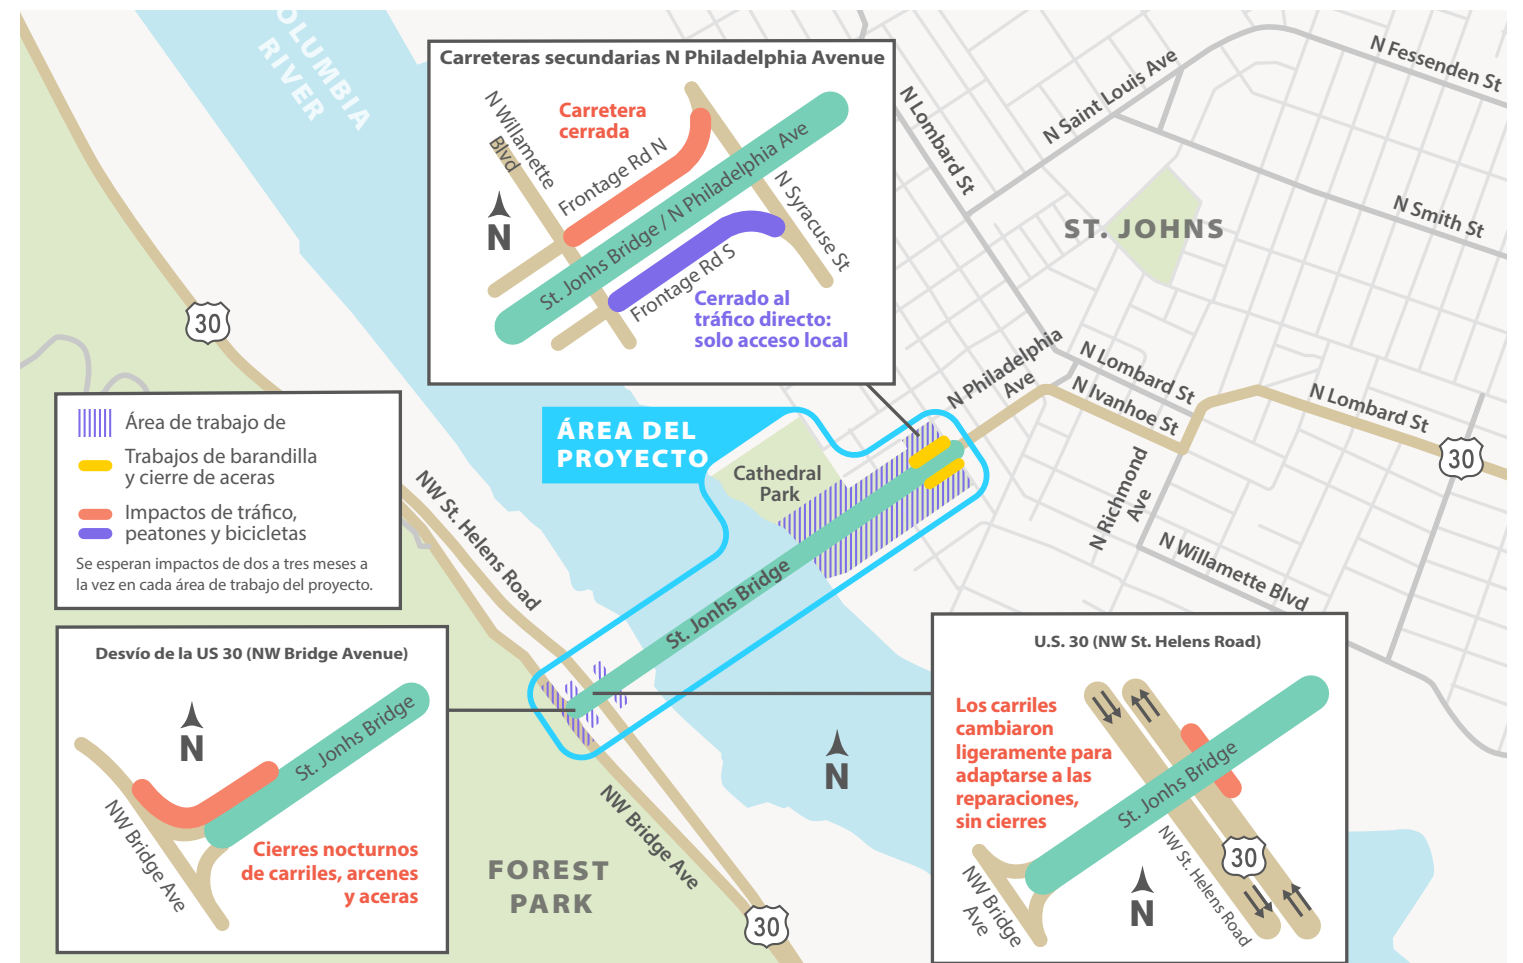 COLUMBIA
RIVER
Carreteras secundarias N Philadelphia Avenue
N Willamette
Blvd
Carretera
cerrada
Frontage Rd N
St. Jonhs Bridge / N Philadelphia Ave
N Syracuse St
Frontage Rd S
N
Cerrado al
tráfico directo:
solo acceso local
N Lombard St
N Saint Louis Ave
N Fessenden St
N Smith St
ST. JOHNS
30
N Philadelphia
Ave
N Lombard St
N Ivanhoe St
N Lombard St
30
N Richmond
Ave
N Willamette Blvd
Área de trabajo de
Trabajos de barandilla
y cierre de aceras
Impactos de tráfico,
peatones y bicicletas
Se esperan impactos de dos a tres meses a
la vez en cada área de trabajo del proyecto.
ÁREA DEL
PROYECTO
Cathedral
Park
NW St. Helens Road
St. Jonhs Bridge
N
Desvío de la US 30 (NW Bridge Avenue)
N
St. Jonhs Bridge
NW Bridge Ave
Cierres nocturnos
de carriles, arcenes
y aceras
FOREST
PARK
NW Bridge Ave
30
U.S. 30 (NW St. Helens Road)
Los carriles
cambiaron
ligeramente para
adaptarse a las
reparaciones,
sin cierres
St. Jonhs Bridge
NW St. Helens Road
30
NW Bridge
Ave
N